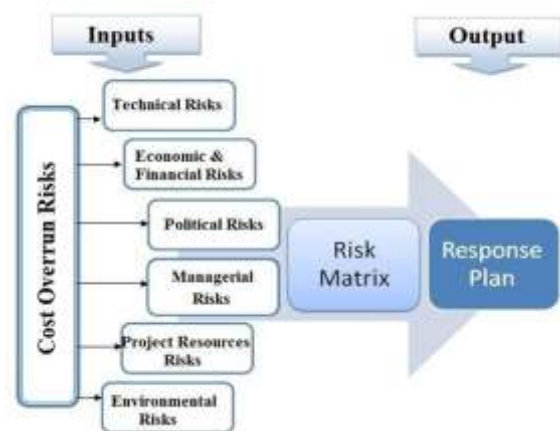 Inputs
Output
Cost Overrun Risks
Technical Risks
Economic &
Financial Risks
Political Risks
Managerial
Risks
Project Resources
Risks
Environmental
Risks
Risk
Matrix
Response
Plan